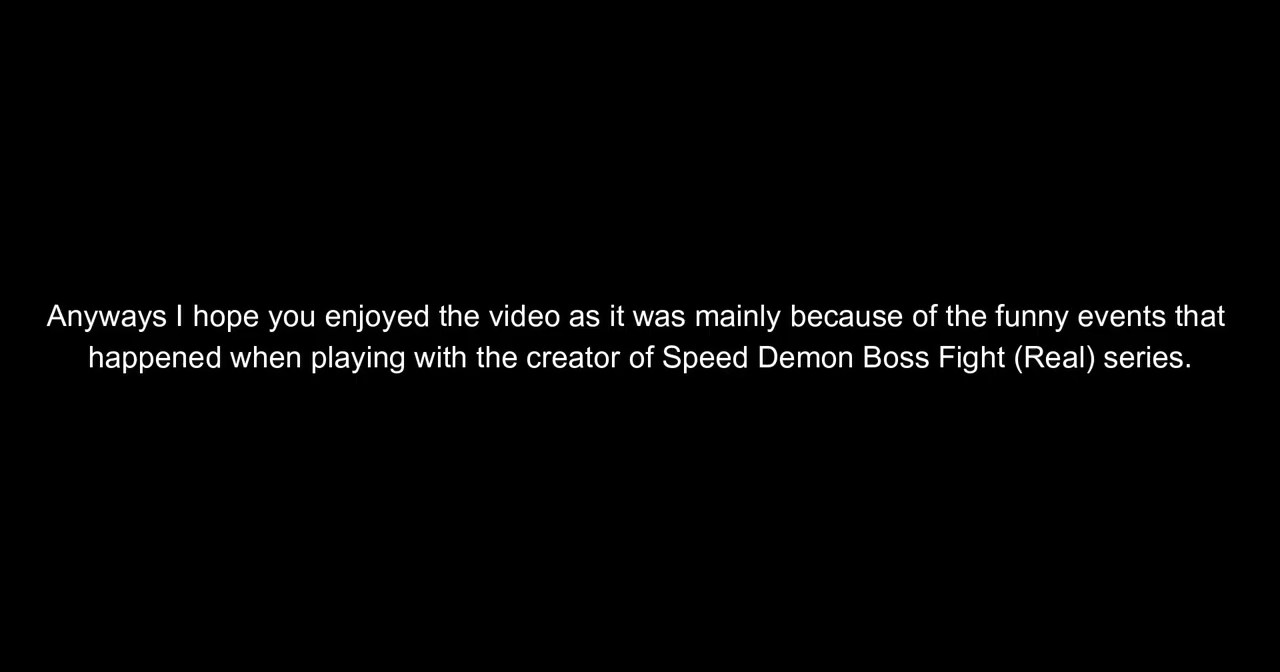 Anyways I hope you enjoyed the video as it was mainly because of the funny events that
happened when playing with the creator of Speed Demon Boss Fight (Real) series.